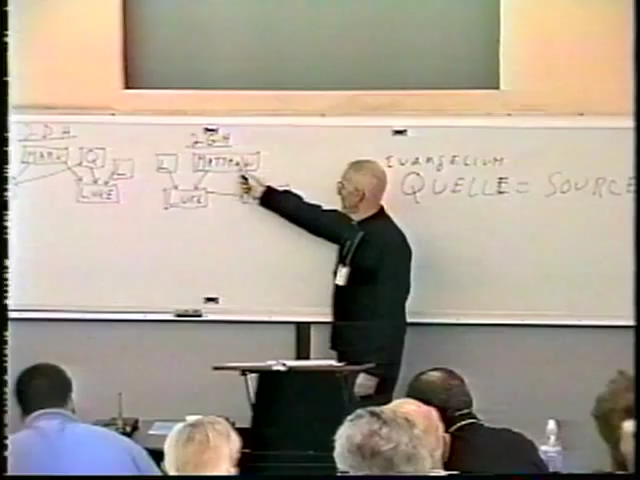 2DH
MARK Q L
LUKE
2GH
L MATTHEW
LUKE
EVANGELIUM
QUELLE = SOURCE